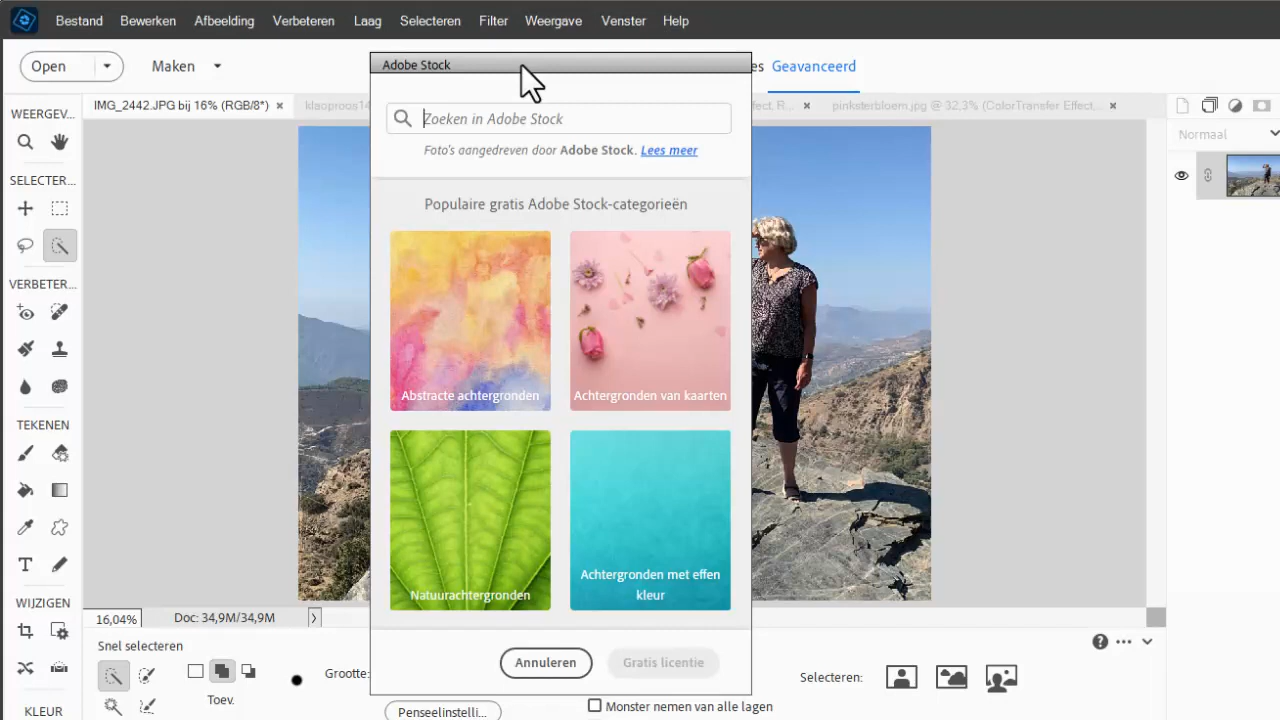 Bestand Bewerken Afbeelding Verbeteren Laag Selecteren Filter Weergave Venster Help
Open Maken Geavanceerd
Adobe Stock
IMG_2442.JPG bij 16% (RGB/8*) × klaproos14 ffect, R... × pinksterbloem.jpg @ 32,3% (ColorTransfer Effect,... ×
WEERGEV...
Zoeken in Adobe Stock
Normaal
Foto's aangedreven door Adobe Stock. Lees meer
SELECTER...
Populaire gratis Adobe Stock-categorieën
VERBETER...
Abstracte achtergronden
Achtergronden van kaarten
TEKENEN
Natuurachtergronden
Achtergronden met effen
kleur
WIJZIGEN
16,04% Doc: 34,9M/34,9M
Snel selecteren
Annuleren Gratis licentie
Grootte:
Selecteren:
Toev.
Penseelinstelli...
Monster nemen van alle lagen
KLEUR